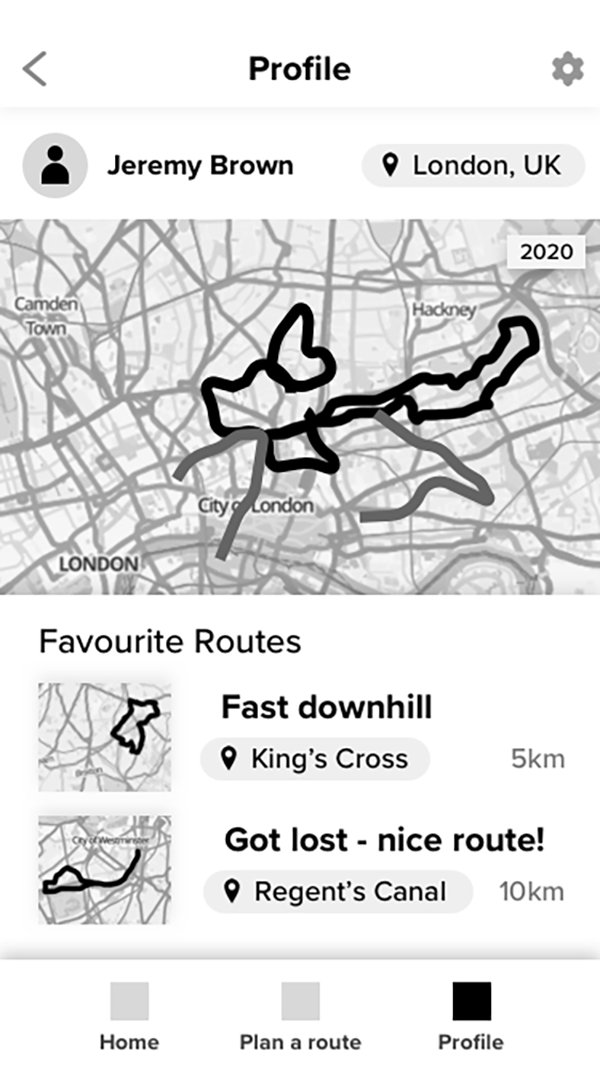 Profile
Jeremy Brown
London, UK
2020
Camden
Town
Hackney
City of London
LONDON
Favourite Routes
Fast downhill
King's Cross
5km
City of Westminster
Got lost - nice route!
Regent's Canal
10km
Home
Plan a route
Profile